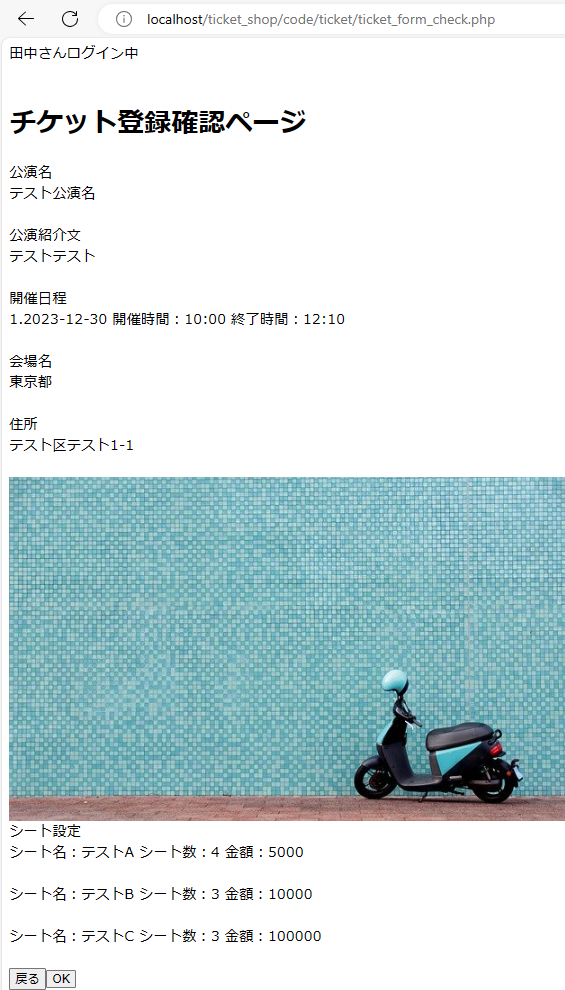 localhost/ticket_shop/code/ticket/ticket_form_check.php
田中さんログイン中
チケット登録確認ページ
公演名
テスト公演名
公演紹介文
テストテスト
開催日程
1.2023-12-30 開催時間：10:00 終了時間：12:10
会場名
東京都
住所
テスト区テスト1-1
シート設定
シート名：テストA シート数：4 金額：5000
シート名：テストB シート数：3 金額：10000
シート名：テストC シート数：3 金額：100000
戻る OK